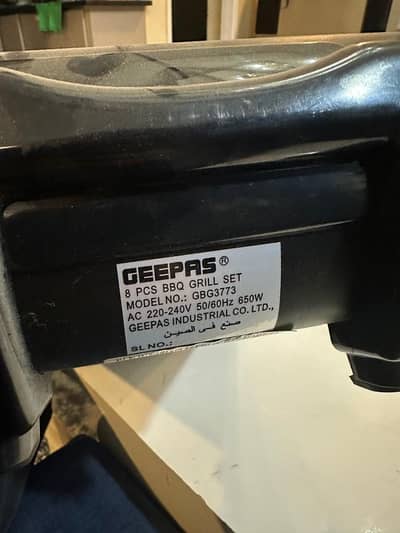 GEEPAS®
8 PCS BBQ GRILL SET
MODEL NO.: GBG3773
AC 220-240V 50/60Hz 650W
GEEPAS INDUSTRIAL CO. LTD.,
صنع في الصين
SL NO.: